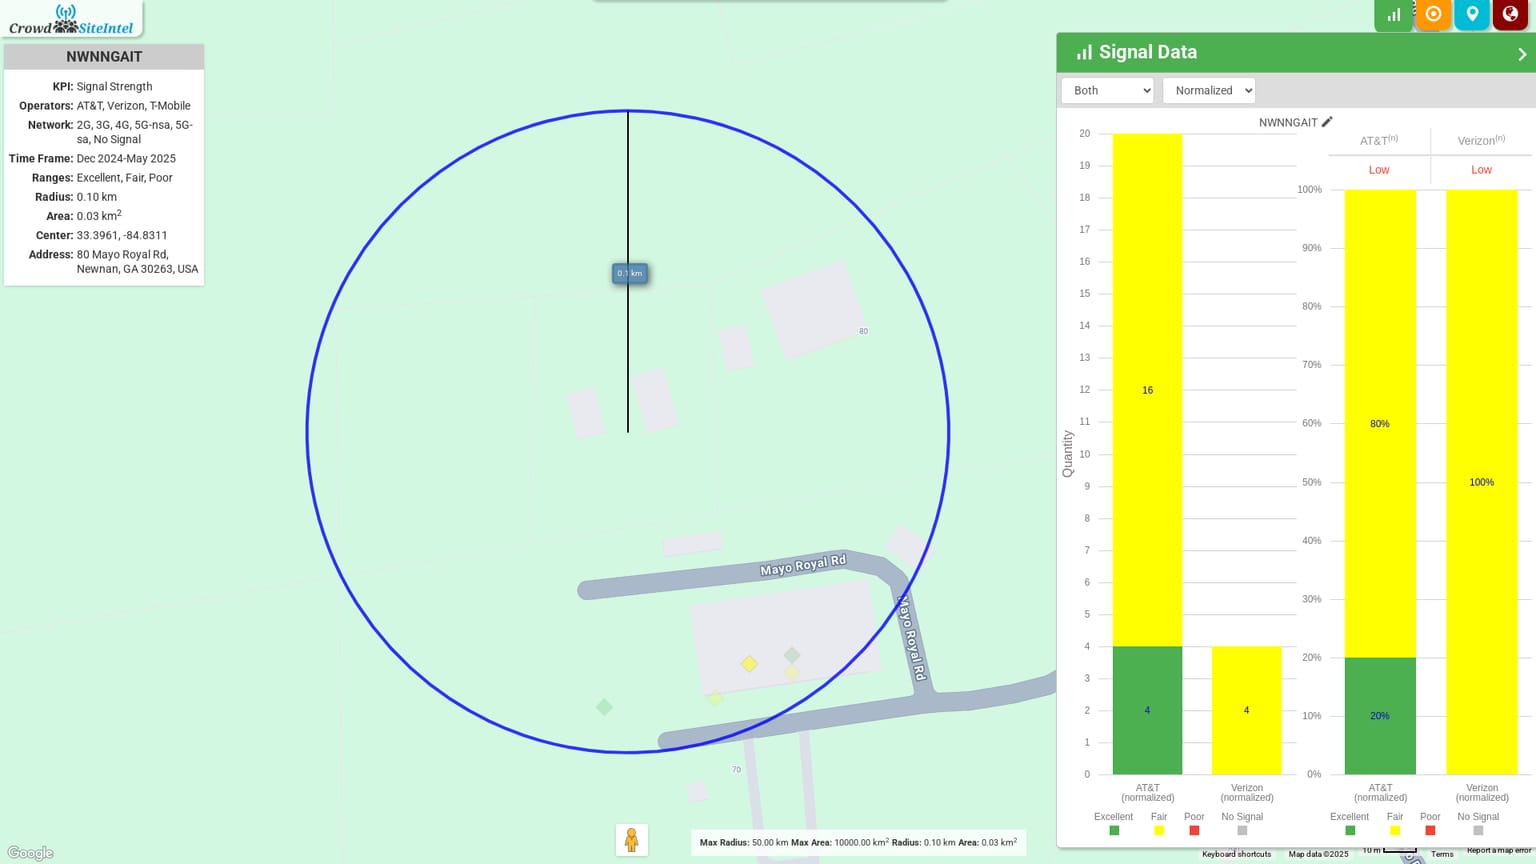 Crowd SiteIntel
NWNNGAIT
KPI: Signal Strength
Operators: AT&T, Verizon, T-Mobile
Network: 2G, 3G, 4G, 5G-nsa, 5G-
sa, No Signal
Time Frame: Dec 2024-May 2025
Ranges: Excellent, Fair, Poor
Radius: 0.10 km
Area: 0.03 km2
Center: 33.3961, -84.8311
Address: 80 Mayo Royal Rd,
Newnan, GA 30263, USA
0.1 km
80
Mayo Royal Rd
Mayo Royal Rd
70
Google
Max Radius: 50.00 km Max Area: 10000.00 km2 Radius: 0.10 km Area: 0.03 km2
Signal Data
Both
Normalized
NWNNGAIT
Quantity
20
19
18
17
16
15
14
13
12
11
10
9
8
7
6
5
4
3
2
1
0
16
4
4
AT&T
(normalized)
Verizon
(normalized)
Excellent
Fair
Poor
No Signal
AT&T(n)
Verizon(n)
Low
Low
100%
90%
80%
70%
60%
50%
40%
30%
20%
10%
0%
80%
20%
100%
AT&T
(normalized)
Verizon
(normalized)
Excellent
Fair
Poor
No Signal
Keyboard shortcuts
Map data ©2025
10 m
Terms
Report a map error